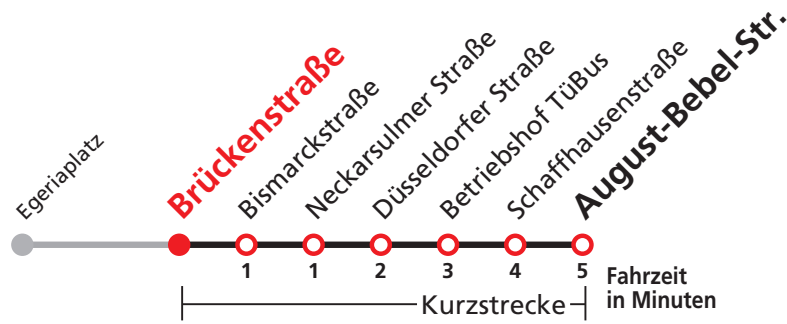 Egeriaplatz
Brückenstraße
Bismarckstraße
Neckarsulmer Straße
Düsseldorfer Straße
Betriebshof TüBus
Schaffhausenstraße
August-Bebel-Str.
1 1 2 3 4 5
Fahrzeit
in Minuten
Kurzstrecke